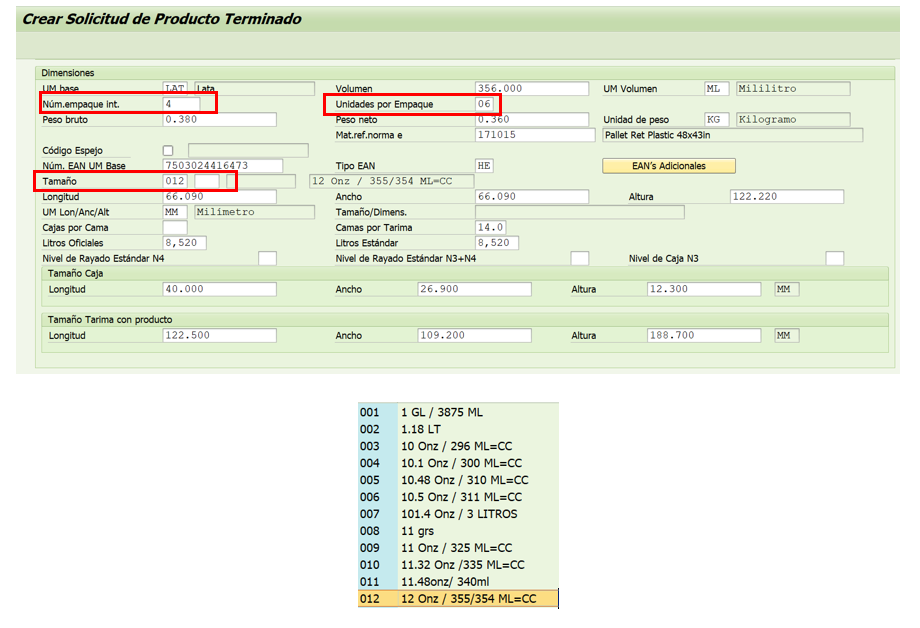 Crear Solicitud de Producto Terminado
Dimensiones
UM base LAT Lata Volumen 356.000 UM Volumen ML Mililitro
Núm.empaque int. 4 Unidades por Empaque 06
Peso bruto 0.380 Peso neto 0.360 Unidad de peso KG Kilogramo
Mat.ref.norma e 171015 Pallet Ret Plastic 48x43in
Código Espejo
Núm. EAN UM Base 7503024416473 Tipo EAN HE EAN's Adicionales
Tamaño 012 12 Onz / 355/354 ML=CC
Longitud 66.090 Ancho 66.090 Altura 122.220
UM Lon/Anc/Alt MM Milímetro Tamaño/Dimens.
Cajas por Cama Camas por Tarima 14.0
Litros Oficiales 8,520 Litros Estándar 8,520
Nivel de Rayado Estándar N4 Nivel de Rayado Estándar N3+N4 Nivel de Caja N3
Tamaño Caja
Longitud 40.000 Ancho 26.900 Altura 12.300 MM
Tamaño Tarima con producto
Longitud 122.500 Ancho 109.200 Altura 188.700 MM
001 1 GL / 3875 ML
002 1.18 LT
003 10 Onz / 296 ML=CC
004 10.1 Onz / 300 ML=CC
005 10.48 Onz / 310 ML=CC
006 10.5 Onz / 311 ML=CC
007 101.4 Onz / 3 LITROS
008 11 grs
009 11 Onz / 325 ML=CC
010 11.32 Onz /335 ML=CC
011 11.48onz/ 340ml
012 12 Onz / 355/354 ML=CC